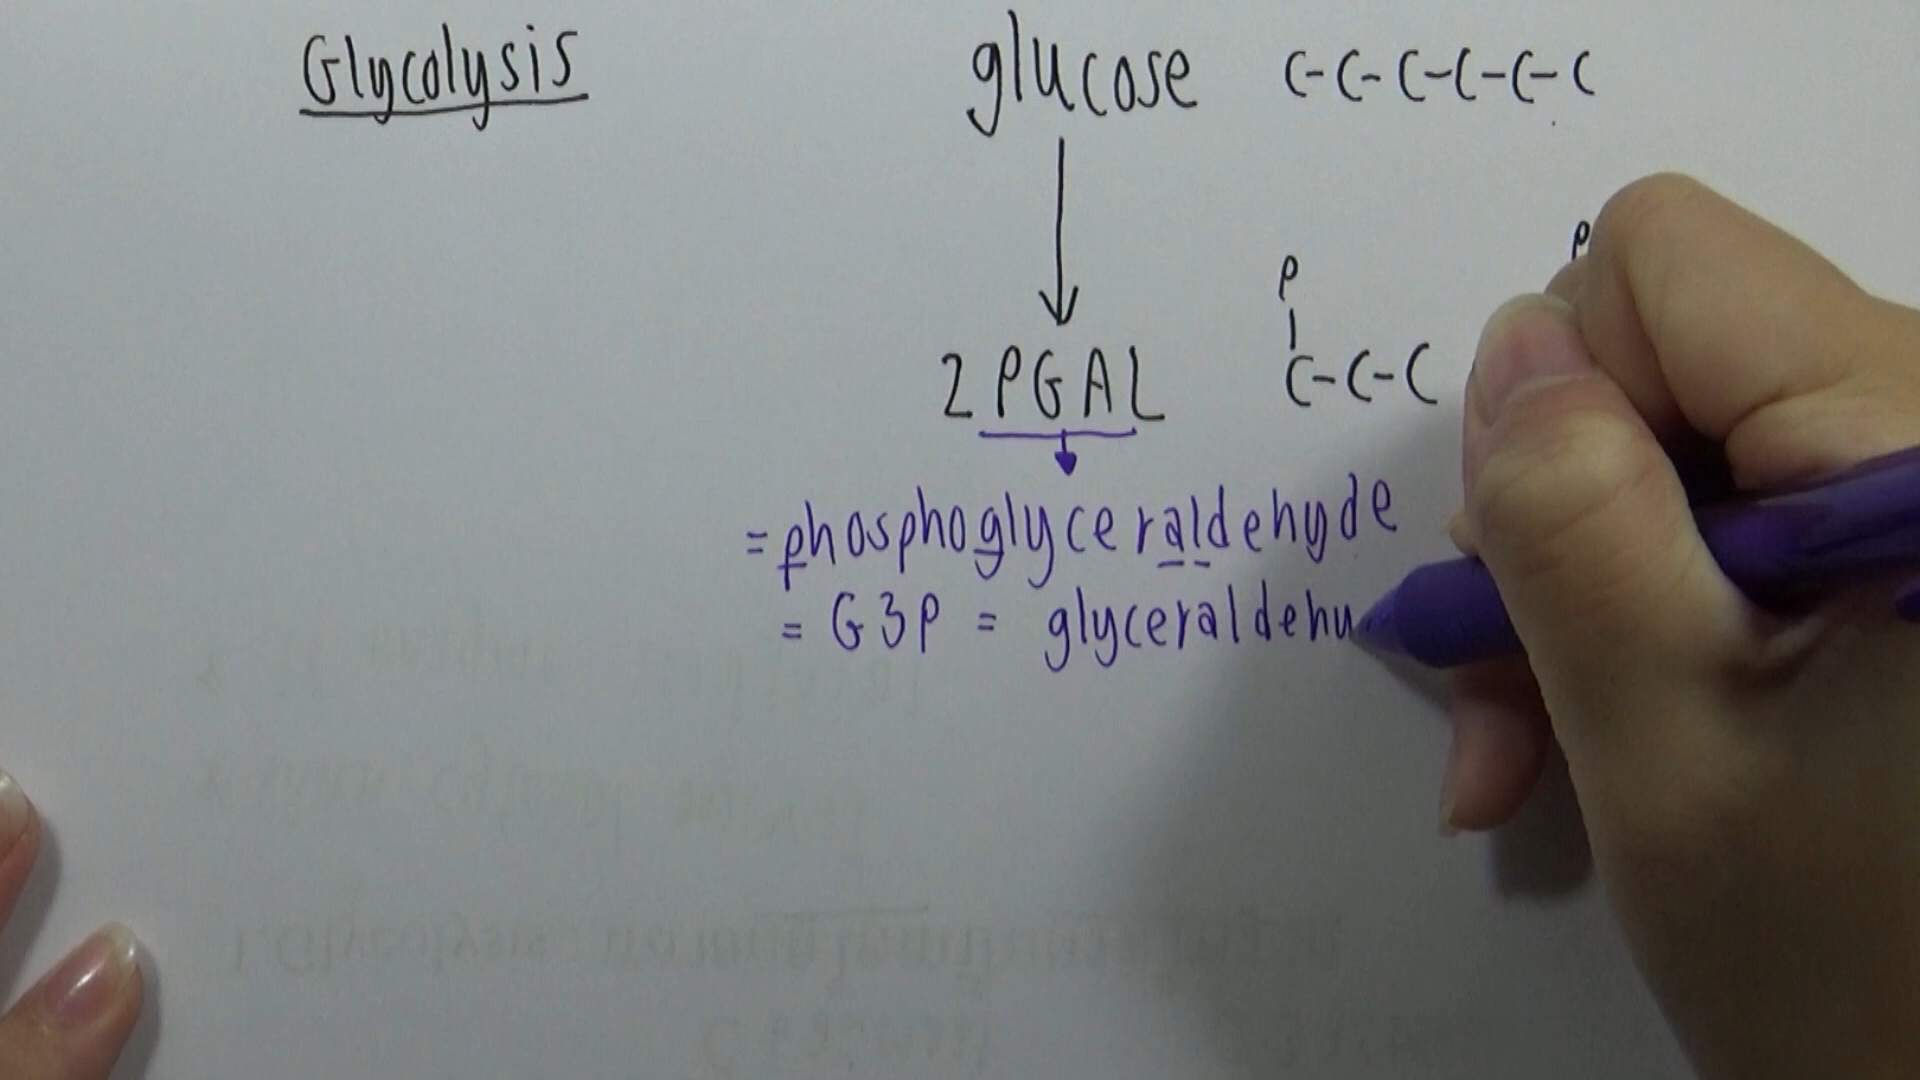 Glycolysis
glucose C-C-C-C-C-C
P P
2 PGAL C-C-C
= phosphoglyceraldehyde
= G3P = glyceraldehy